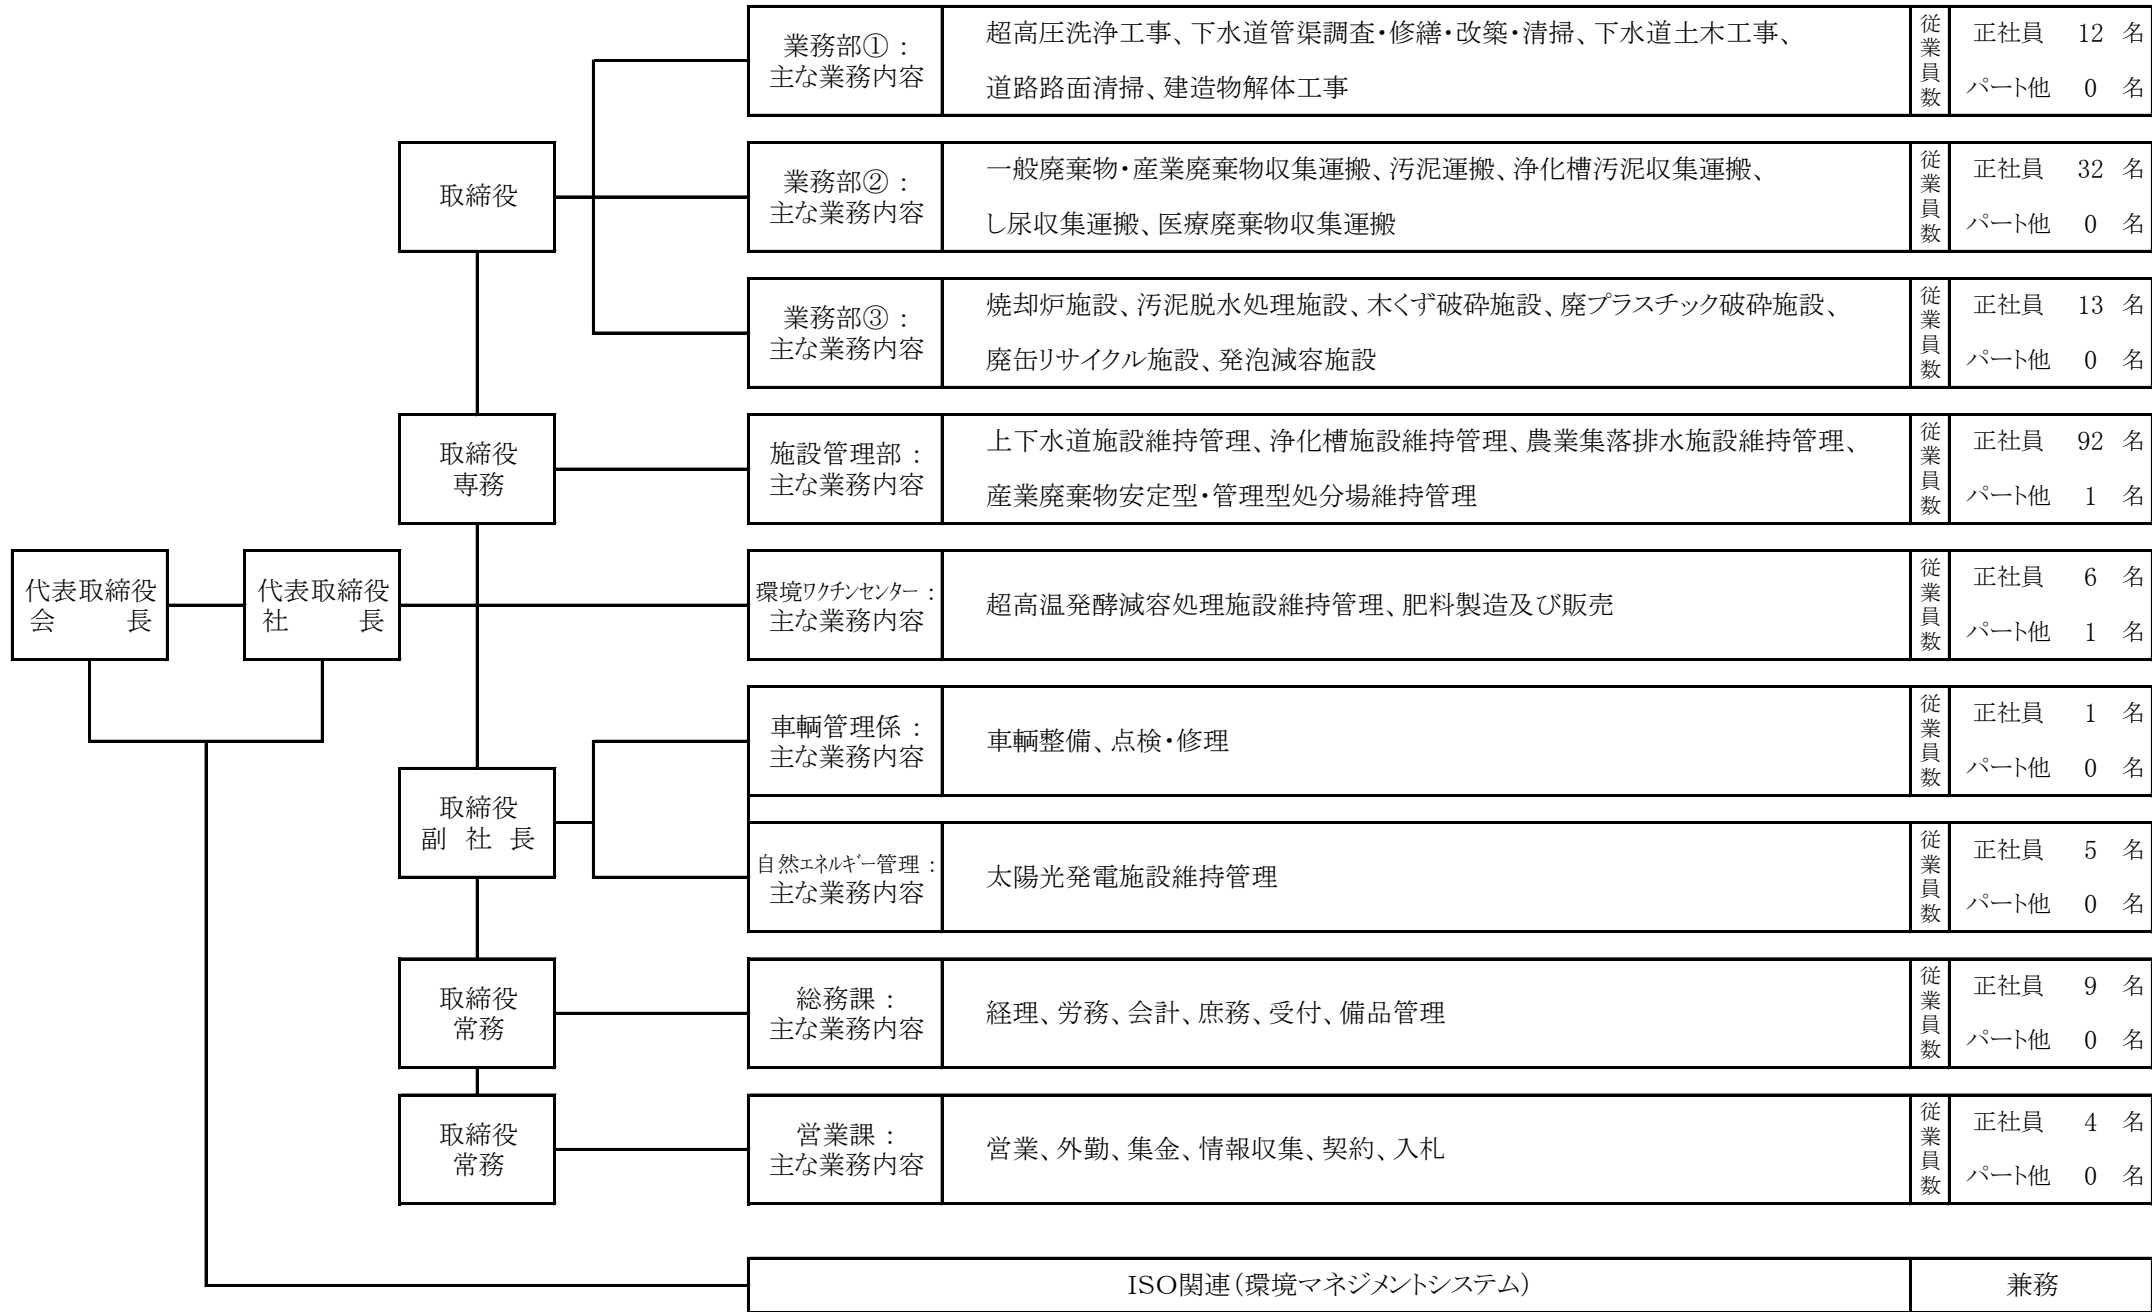 業務部①：
主な業務内容
超高圧洗浄工事、下水道管渠調査・修繕・改築・清掃、下水道土木工事、
道路路面清掃、建造物解体工事
従業員数
正社員 12 名
パート他 0 名
取締役
業務部②：
主な業務内容
一般廃棄物・産業廃棄物収集運搬、汚泥運搬、浄化槽汚泥収集運搬、
し尿収集運搬、医療廃棄物収集運搬
従業員数
正社員 32 名
パート他 0 名
業務部③：
主な業務内容
焼却炉施設、汚泥脱水処理施設、木くず破砕施設、廃プラスチック破砕施設、
廃缶リサイクル施設、発泡減容施設
従業員数
正社員 13 名
パート他 0 名
取締役
専務
施設管理部：
主な業務内容
上下水道施設維持管理、浄化槽施設維持管理、農業集落排水施設維持管理、
産業廃棄物安定型・管理型処分場維持管理
従業員数
正社員 92 名
パート他 1 名
代表取締役
会 長
代表取締役
社 長
環境ワクチンセンター：
主な業務内容
超高温発酵減容処理施設維持管理、肥料製造及び販売
従業員数
正社員 6 名
パート他 1 名
車輌管理係：
主な業務内容
車輌整備、点検・修理
従業員数
正社員 1 名
パート他 0 名
取締役
副 社 長
自然エネルギー管理：
主な業務内容
太陽光発電施設維持管理
従業員数
正社員 5 名
パート他 0 名
取締役
常務
総務課：
主な業務内容
経理、労務、会計、庶務、受付、備品管理
従業員数
正社員 9 名
パート他 0 名
取締役
常務
営業課：
主な業務内容
営業、外勤、集金、情報収集、契約、入札
従業員数
正社員 4 名
パート他 0 名
ISO関連（環境マネジメントシステム）
兼務